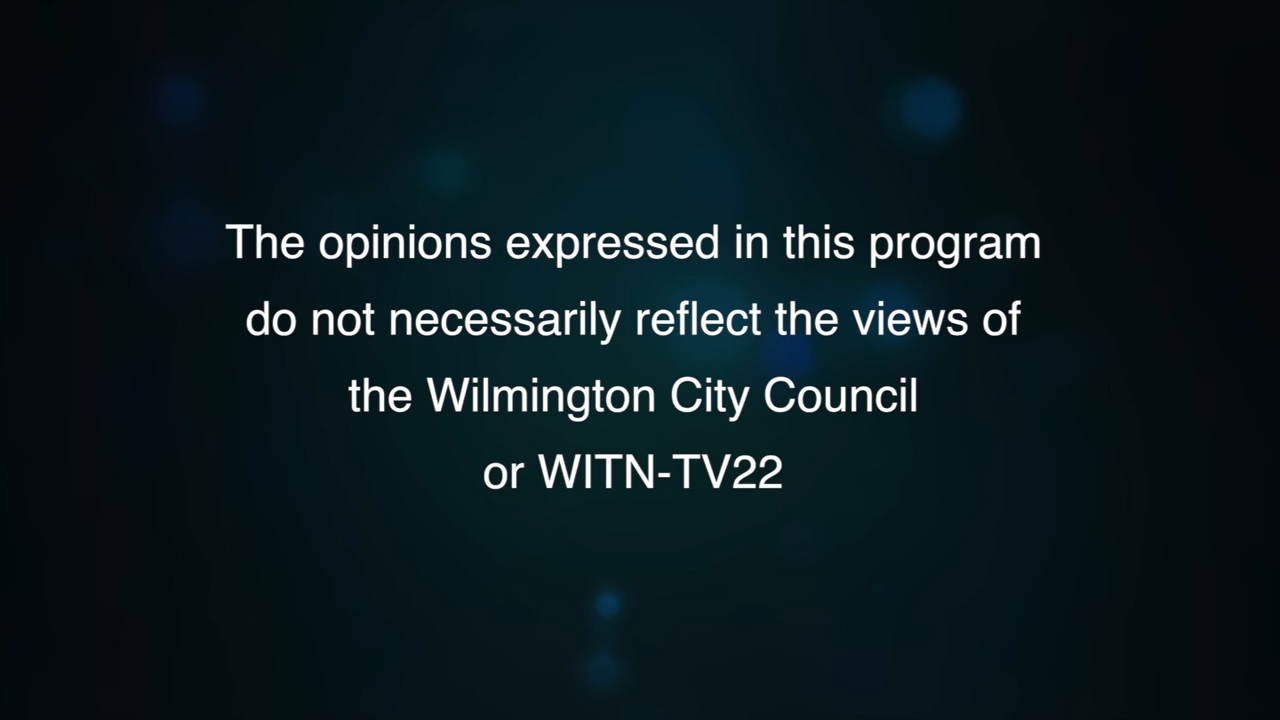 The opinions expressed in this program
do not necessarily reflect the views of
the Wilmington City Council
or WITN-TV22